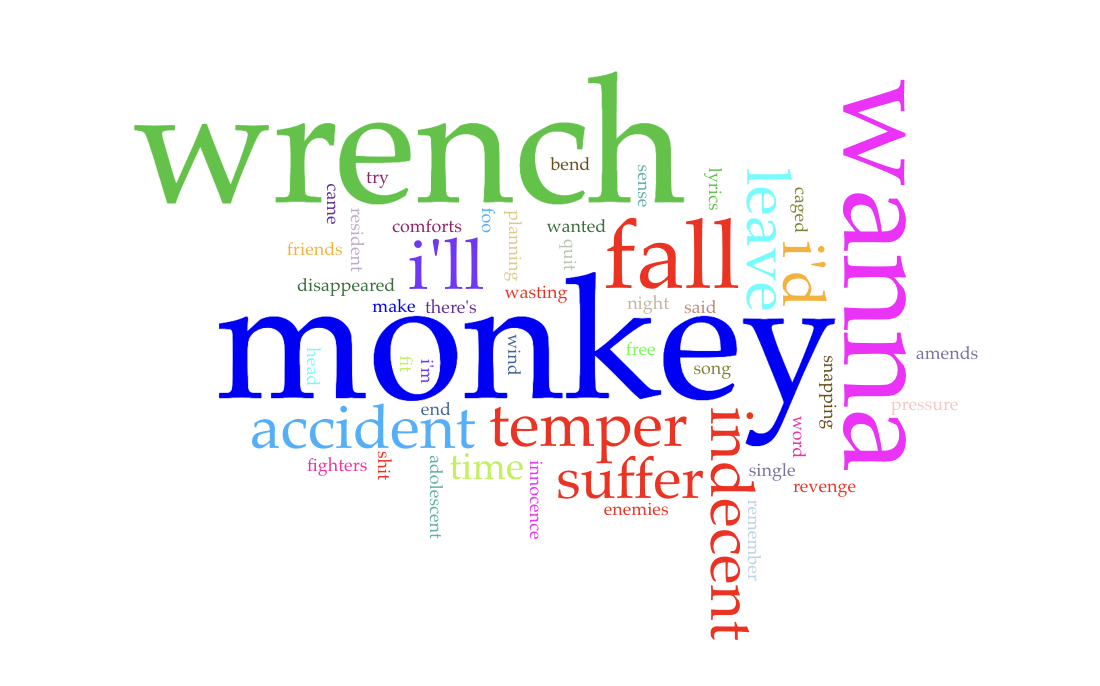 wrench
wanna
bend
try
sense
lyrics
leave
caged
came
resident
comforts
foo
planning
wanted
quit
fall
i'd
friends
i'll
disappeared
wasting
make
there's
night
said
monkey
head
fit
i'm
wind
free
song
snapping
amends
end
pressure
accident
temper
indecent
word
fighters
shit
adolescent
time
innocence
suffer
single
revenge
enemies
remember